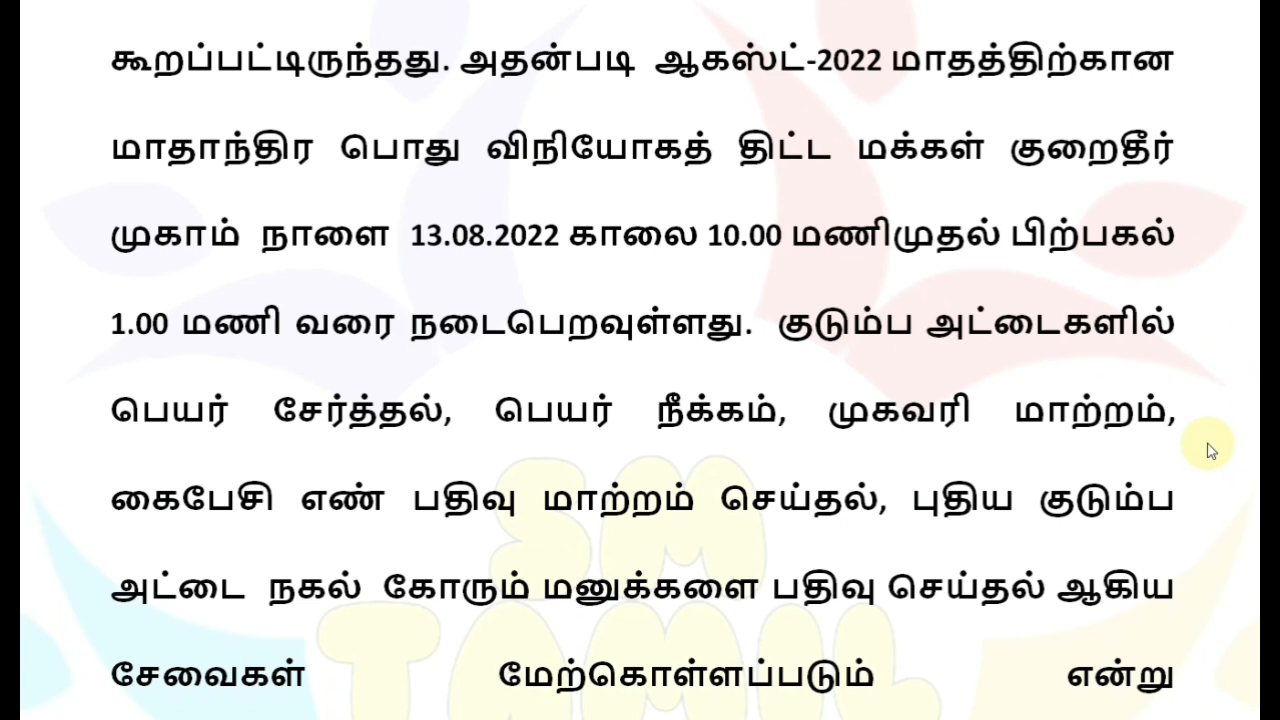 கூறப்பட்டிருந்தது. அதன்படி ஆகஸ்ட்-2022 மாதத்திற்கான
மாதாந்திர பொது விநியோகத் திட்ட மக்கள் குறைதீர்
முகாம் நாளை 13.08.2022 காலை 10.00 மணிமுதல் பிற்பகல்
1.00 மணி வரை நடைபெறவுள்ளது. குடும்ப அட்டைகளில்
பெயர் சேர்த்தல், பெயர் நீக்கம், முகவரி மாற்றம்,
கைபேசி எண் பதிவு மாற்றம் செய்தல், புதிய குடும்ப
அட்டை நகல் கோரும் மனுக்களை பதிவு செய்தல் ஆகிய
சேவைகள் மேற்கொள்ளப்படும் என்று
SM
TAMIL